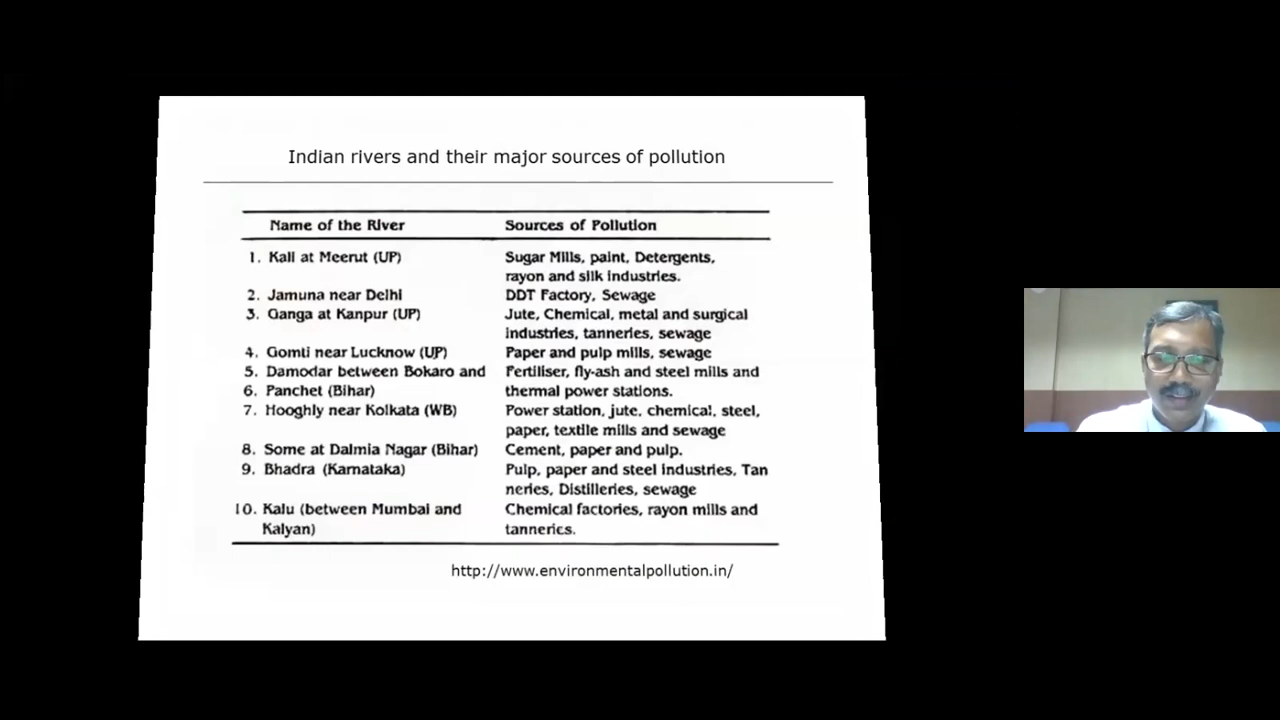 Indian rivers and their major sources of pollution
Name of the River Sources of Pollution
1. Kali at Meerut (UP) Sugar Mills, paint, Detergents,
rayon and silk industries.
2. Jamuna near Delhi DDT Factory, Sewage
3. Ganga at Kanpur (UP) Jute, Chemical, metal and surgical
industries, tanneries, sewage
4. Gomti near Lucknow (UP) Paper and pulp mills, sewage
5. Damodar between Bokaro and Fertiliser, fly-ash and steel mills and
6. Panchet (Bihar) thermal power stations.
7. Hooghly near Kolkata (WB) Power station, jute, chemical, steel,
paper, textile mills and sewage
8. Some at Dalmia Nagar (Bihar) Cement, paper and pulp.
9. Bhadra (Karnataka) Pulp, paper and steel industries, Tan
neries, Distilleries, sewage
10. Kalu (between Mumbai and Chemical factories, rayon mills and
Kalyan) tanneries.
http://www.environmentalpollution.in/